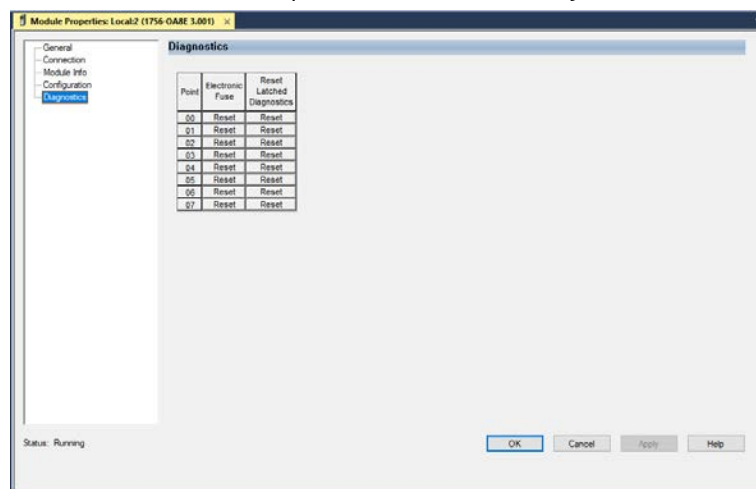 Module Properties: Local:2 (1756-OA8E 3.001) ×
General
Connection
Module Info
Configuration
Diagnostics
Diagnostics
Point Electronic Fuse Reset Latched Diagnostics
00 Reset Reset
01 Reset Reset
02 Reset Reset
03 Reset Reset
04 Reset Reset
05 Reset Reset
06 Reset Reset
07 Reset Reset
Status: Running
OK Cancel Apply Help